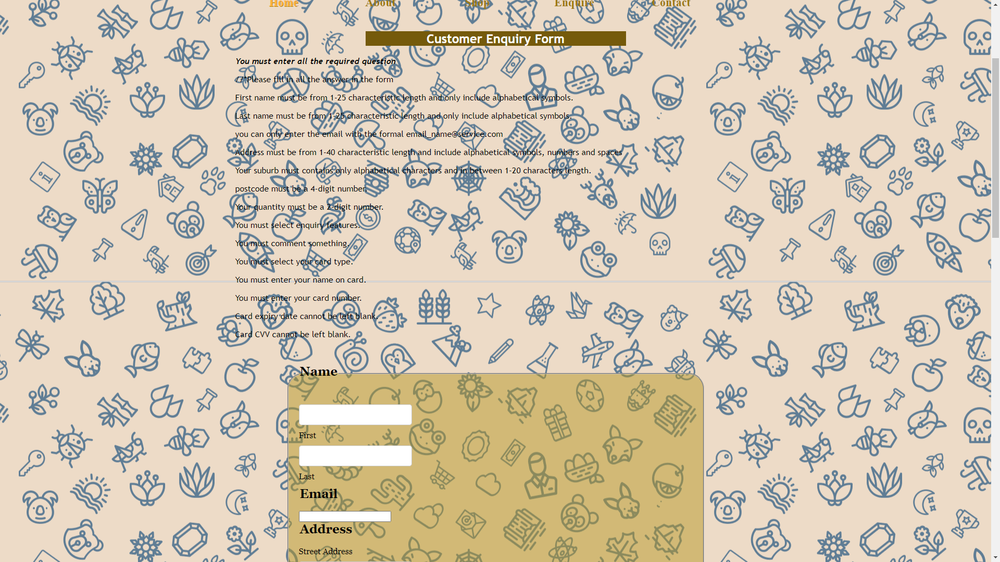 Home About Shop Enquire Contact
Customer Enquiry Form
You must enter all the required question
//*Please fill in all the answer in the form
First name must be from 1-25 characteristic length and only include alphabetical symbols.
Last name must be from 1-25 characteristic length and only include alphabetical symbols.
you can only enter the email with the formal email_name@service.com
Address must be from 1-40 characteristic length and include alphabetical symbols, numbers and spaces
Your suburb must contains only alphabetical characters and in between 1-20 characters length.
postcode must be a 4-digit number.
Your quantity must be a 2-digit number.
You must select enquiry features.
You must comment something.
You must select your card type.
You must enter your name on card.
You must enter your card number.
Card expiry date cannot be left blank.
Card CVV cannot be left blank.
Name
First
Last
Email
Address
Street Address